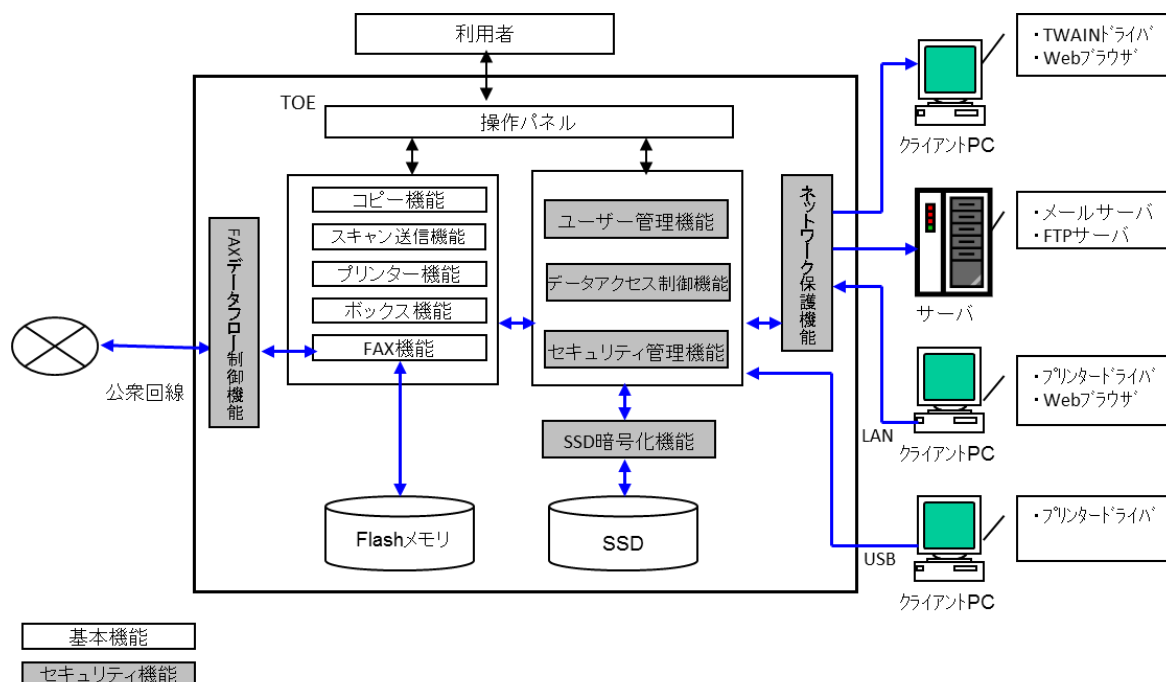 利用者
TOE
操作パネル
コピー機能
スキャン送信機能
プリンター機能
ボックス機能
FAX機能
ユーザー管理機能
データアクセス制御機能
セキュリティ管理機能
FAXデータフロー制御機能
ネットワーク保護機能
SSD暗号化機能
Flashメモリ
SSD
公衆回線
・TWAINドライバ
・Webブラウザ
クライアントPC
・メールサーバ
・FTPサーバ
サーバ
・プリンタードライバ
・Webブラウザ
LAN
クライアントPC
・プリンタードライバ
USB
クライアントPC
基本機能
セキュリティ機能